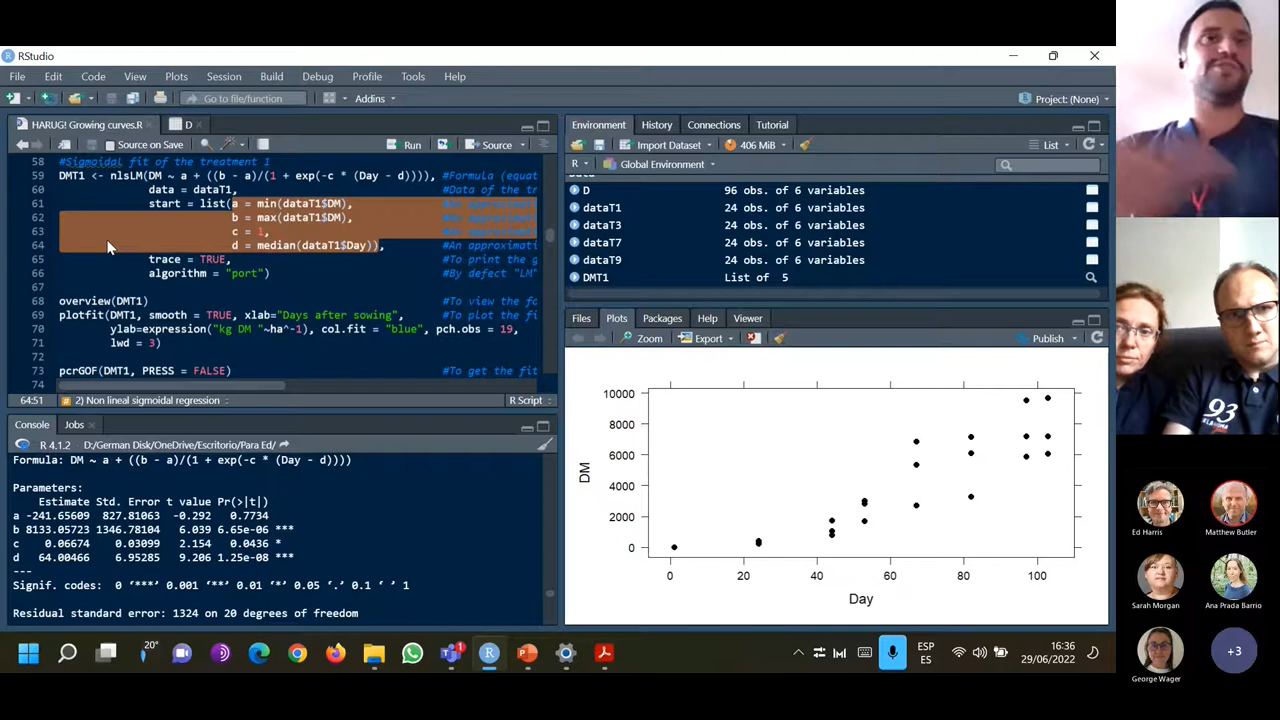 RStudio
File Edit Code View Plots Session Build Debug Profile Tools Help
Go to file/function Addins Project: (None)
HARUG! Growing curves.R D
Source on Save Run Source
58 #Sigmoidal fit of the treatment 1
59 DMT1 <- nlsLM(DM ~ a + ((b - a)/(1 + exp(-c * (Day - d)))), #Formula (equat
60 data = dataT1, #Data of the tr
61 start = list(a = min(dataT1$DM), #An approximati
62 b = max(dataT1$DM), #An approximati
63 c = 1, #An approximati
64 d = median(dataT1$Day)), #An approximati
65 trace = TRUE, #To print the g
66 algorithm = "port") #By defect "LM"
67
68 overview(DMT1) #To view the fo
69 plotfit(DMT1, smooth = TRUE, xlab="Days after sowing", #To plot the fi
70 ylab=expression("kg DM "~ha^-1), col.fit = "blue", pch.obs = 19,
71 lwd = 3)
72
73 pcrGOF(DMT1, PRESS = FALSE) #To get the fit
74
64:51 2) Non lineal sigmoidal regression R Script
Console Jobs
R 4.1.2 · D:/German Disk/OneDrive/Escritorio/Para Ed/
Formula: DM ~ a + ((b - a)/(1 + exp(-c * (Day - d))))
Parameters:
Estimate Std. Error t value Pr(>|t|)
a -241.65609 827.81063 -0.292 0.7734
b 8133.05723 1346.78104 6.039 6.65e-06 ***
c 0.06674 0.03099 2.154 0.0436 *
d 64.00466 6.95285 9.206 1.25e-08 ***
---
Signif. codes: 0 ‘***’ 0.001 ‘**’ 0.01 ‘*’ 0.05 ‘.’ 0.1 ‘ ’ 1
Residual standard error: 1324 on 20 degrees of freedom
Environment History Connections Tutorial
Import Dataset 406 MiB List
R Global Environment
Data
D 96 obs. of 6 variables
dataT1 24 obs. of 6 variables
dataT3 24 obs. of 6 variables
dataT7 24 obs. of 6 variables
dataT9 24 obs. of 6 variables
DMT1 List of 5
Files Plots Packages Help Viewer
Zoom Export Publish
10000
8000
6000
4000
2000
0
DM
0 20 40 60 80 100
Day
93
Ed Harris Matthew Butler
Sarah Morgan Ana Prada Barrio
George Wager +3
20°
ESP
ES
16:36
29/06/2022